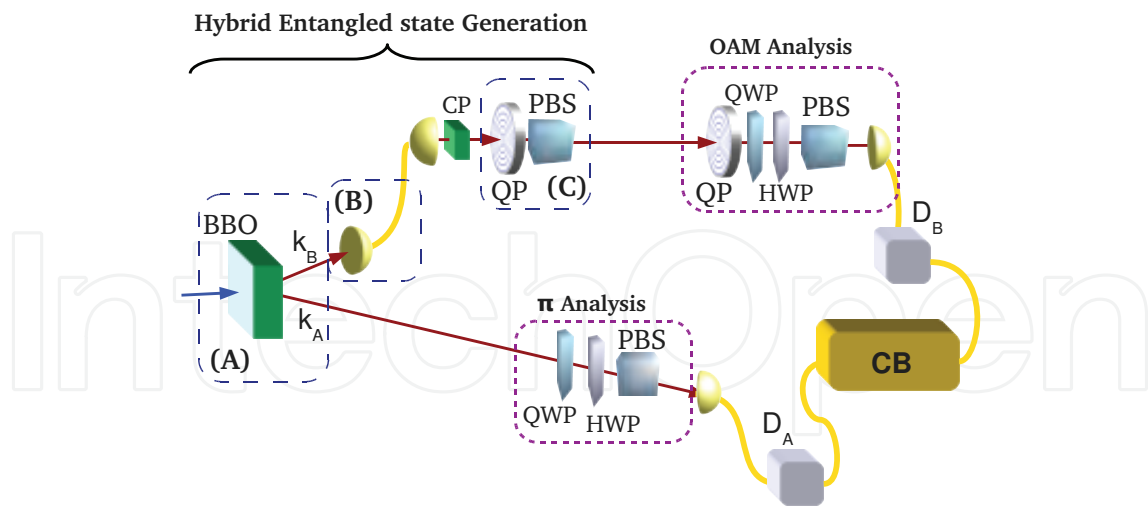 Hybrid Entangled state Generation
OAM Analysis
CP
QP
PBS
(C)
QWP
PBS
QP
HWP
(B)
BBO
k_B
k_A
(A)
D_B
π Analysis
PBS
QWP
HWP
CB
D_A
IntechOpen